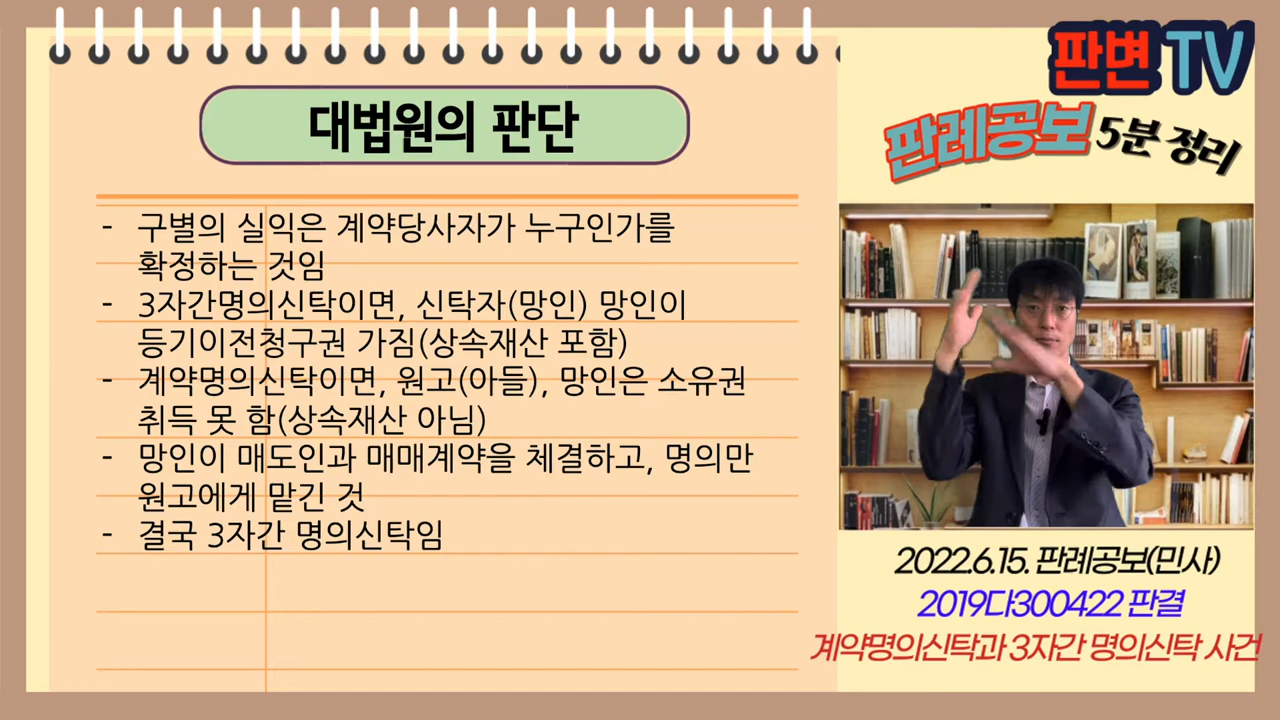 대법원의 판단
- 구별의 실익은 계약당사자가 누구인가를
확정하는 것임
- 3자간명의신탁이면, 신탁자(망인) 망인이
등기이전청구권 가짐(상속재산 포함)
- 계약명의신탁이면, 원고(아들), 망인은 소유권
취득 못 함(상속재산 아님)
- 망인이 매도인과 매매계약을 체결하고, 명의만
원고에게 맡긴 것
- 결국 3자간 명의신탁임
판변 TV
판례공보 5분 정리
2022.6.15. 판례공보(민사)
2019다300422 판결
계약명의신탁과 3자간 명의신탁 사건